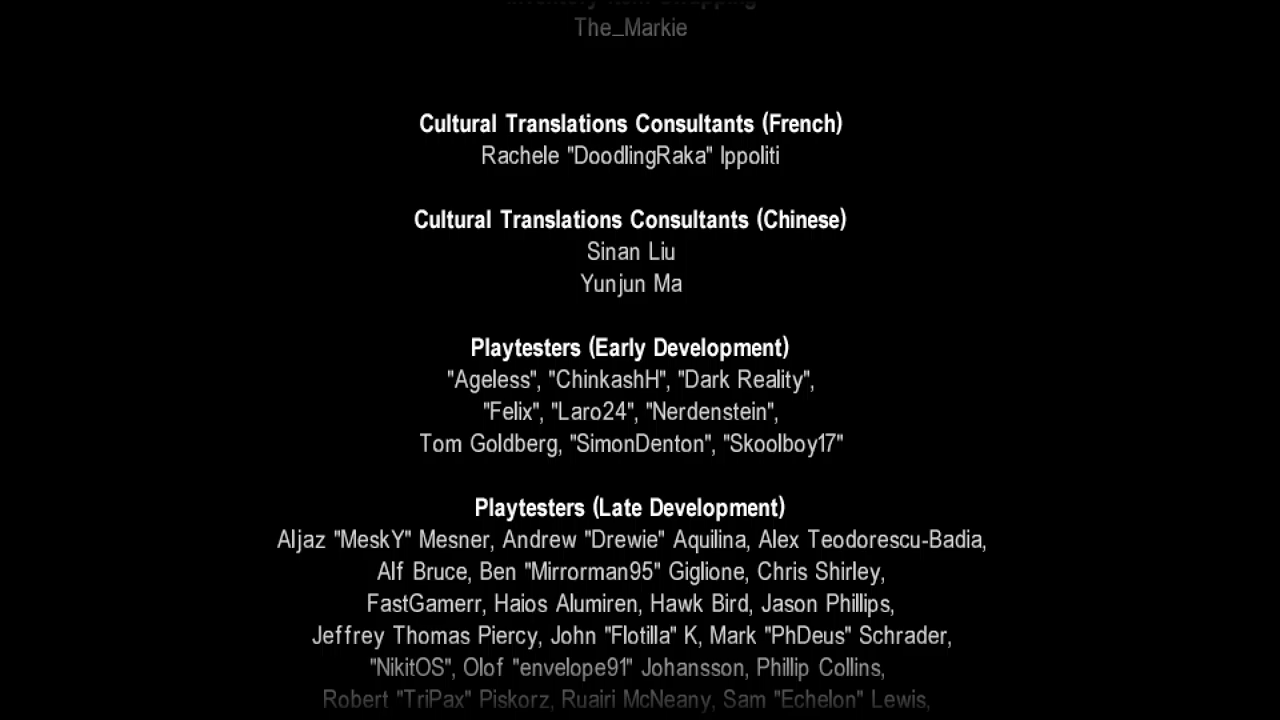 The_Markie
Cultural Translations Consultants (French)
Rachele "DoodlingRaka" Ippoliti
Cultural Translations Consultants (Chinese)
Sinan Liu
Yunjun Ma
Playtesters (Early Development)
"Ageless", "ChinkashH", "Dark Reality",
"Felix", "Laro24", "Nerdenstein",
Tom Goldberg, "SimonDenton", "Skoolboy17"
Playtesters (Late Development)
Aljaz "MeskY" Mesner, Andrew "Drewie" Aquilina, Alex Teodorescu-Badia,
Alf Bruce, Ben "Mirrorman95" Giglione, Chris Shirley,
FastGamerr, Haios Alumiren, Hawk Bird, Jason Phillips,
Jeffrey Thomas Piercy, John "Flotilla" K, Mark "PhDeus" Schrader,
"NikitOS", Olof "envelope91" Johansson, Phillip Collins,
Robert "TriPax" Piskorz, Ruairi McNeany, Sam "Echelon" Lewis,